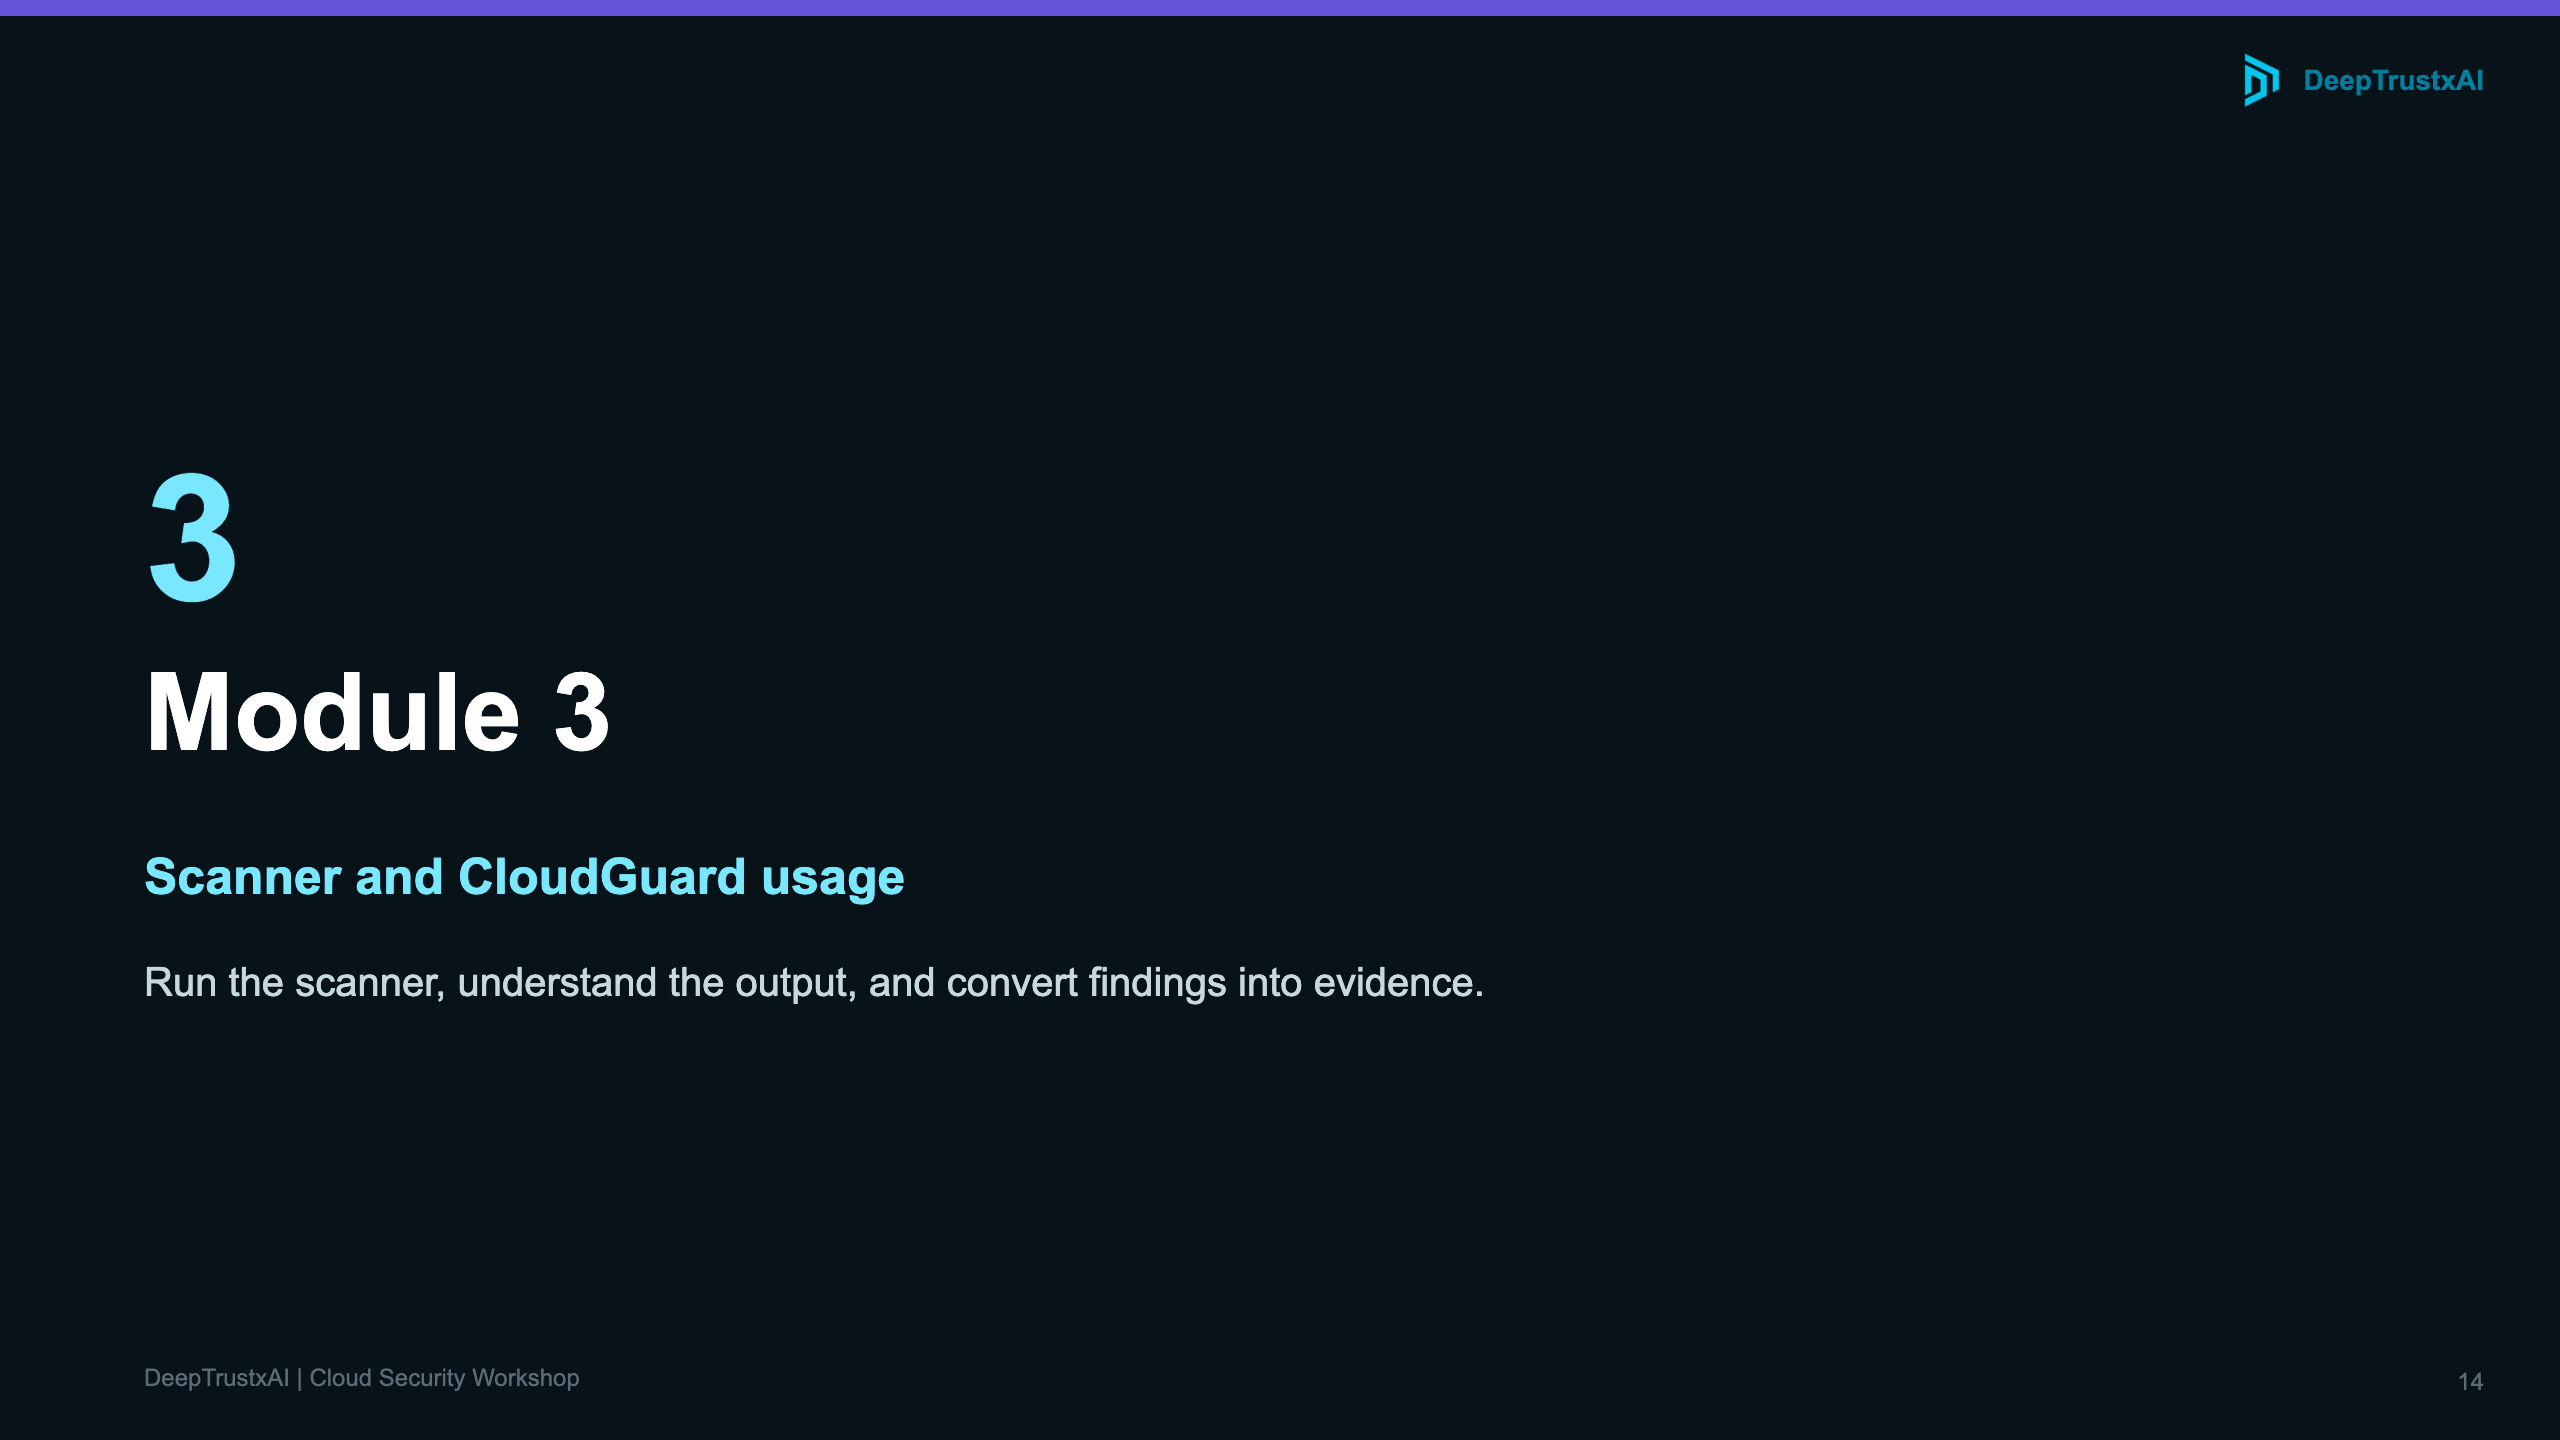 DeepTrustxAI
3
Module 3
Scanner and CloudGuard usage
Run the scanner, understand the output, and convert findings into evidence.
DeepTrustxAI | Cloud Security Workshop
14